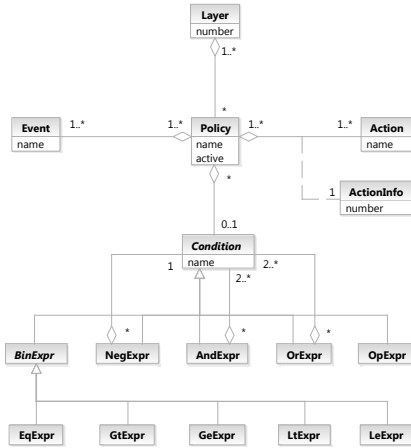 Layer
number
1..*
*
Event
name
1..*
1..*
Policy
name
active
1..*
1..*
Action
name
*
1
ActionInfo
number
0..1
Condition
name
1
2..*
2..*
*
*
*
BinExpr
NegExpr
AndExpr
OrExpr
OpExpr
EqExpr
GtExpr
GeExpr
LtExpr
LeExpr